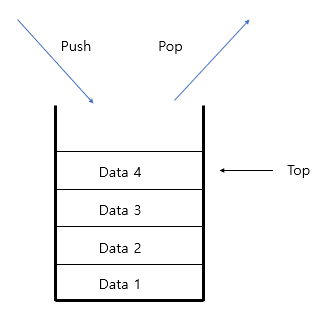 Push
Pop
Data 4
Top
Data 3
Data 2
Data 1